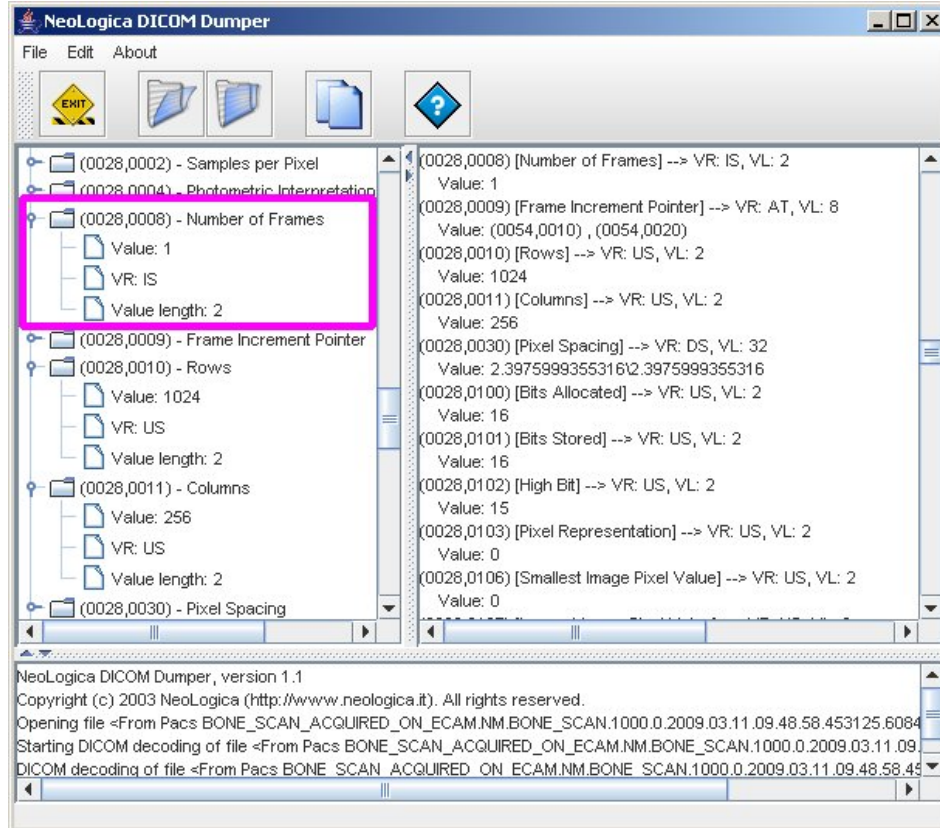 NeoLogica DICOM Dumper
File Edit About
EXIT
?
(0028,0002) - Samples per Pixel
(0028,0004) - Photometric Interpretation
(0028,0008) - Number of Frames
Value: 1
VR: IS
Value length: 2
(0028,0009) - Frame Increment Pointer
(0028,0010) - Rows
Value: 1024
VR: US
Value length: 2
(0028,0011) - Columns
Value: 256
VR: US
Value length: 2
(0028,0030) - Pixel Spacing
(0028,0008) [Number of Frames] --> VR: IS, VL: 2
Value: 1
(0028,0009) [Frame Increment Pointer] --> VR: AT, VL: 8
Value: (0054,0010) , (0054,0020)
(0028,0010) [Rows] --> VR: US, VL: 2
Value: 1024
(0028,0011) [Columns] --> VR: US, VL: 2
Value: 256
(0028,0030) [Pixel Spacing] --> VR: DS, VL: 32
Value: 2.3975999355316\2.3975999355316
(0028,0100) [Bits Allocated] --> VR: US, VL: 2
Value: 16
(0028,0101) [Bits Stored] --> VR: US, VL: 2
Value: 16
(0028,0102) [High Bit] --> VR: US, VL: 2
Value: 15
(0028,0103) [Pixel Representation] --> VR: US, VL: 2
Value: 0
(0028,0106) [Smallest Image Pixel Value] --> VR: US, VL: 2
Value: 0
NeoLogica DICOM Dumper, version 1.1
Copyright (c) 2003 NeoLogica (http://www.neologica.it). All rights reserved.
Opening file <From Pacs BONE_SCAN_ACQUIRED_ON_ECAM.NM.BONE_SCAN.1000.0.2009.03.11.09.48.58.453125.6084
Starting DICOM decoding of file <From Pacs BONE_SCAN_ACQUIRED_ON_ECAM.NM.BONE_SCAN.1000.0.2009.03.11.09.
DICOM decoding of file <From Pacs BONE_SCAN_ACQUIRED_ON_ECAM.NM.BONE_SCAN.1000.0.2009.03.11.09.48.58.45